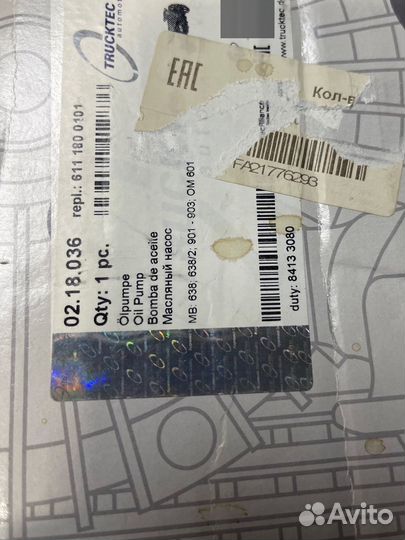 TRUCKTEC
automotive
www.trucktec.d
02.18.036
repl.: 611 180 0101
Qty: 1 pc.
Ölpumpe
Oil Pump
Bomba de aceite
Масляный насос
MB: 638; 638/2; 901 - 903; OM 601
duty: 8413 3080
EAC
Кол-в
FA21776293
Avito